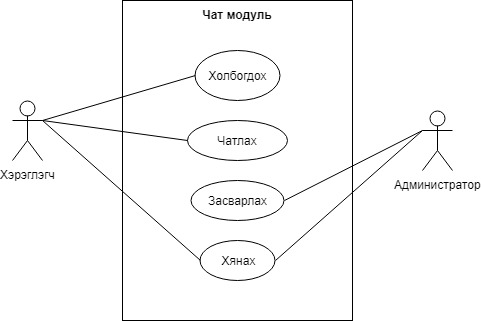 Чат модуль
Холбогдох
Чатлах
Хэрэглэгч
Администратор
Засварлах
Хянах